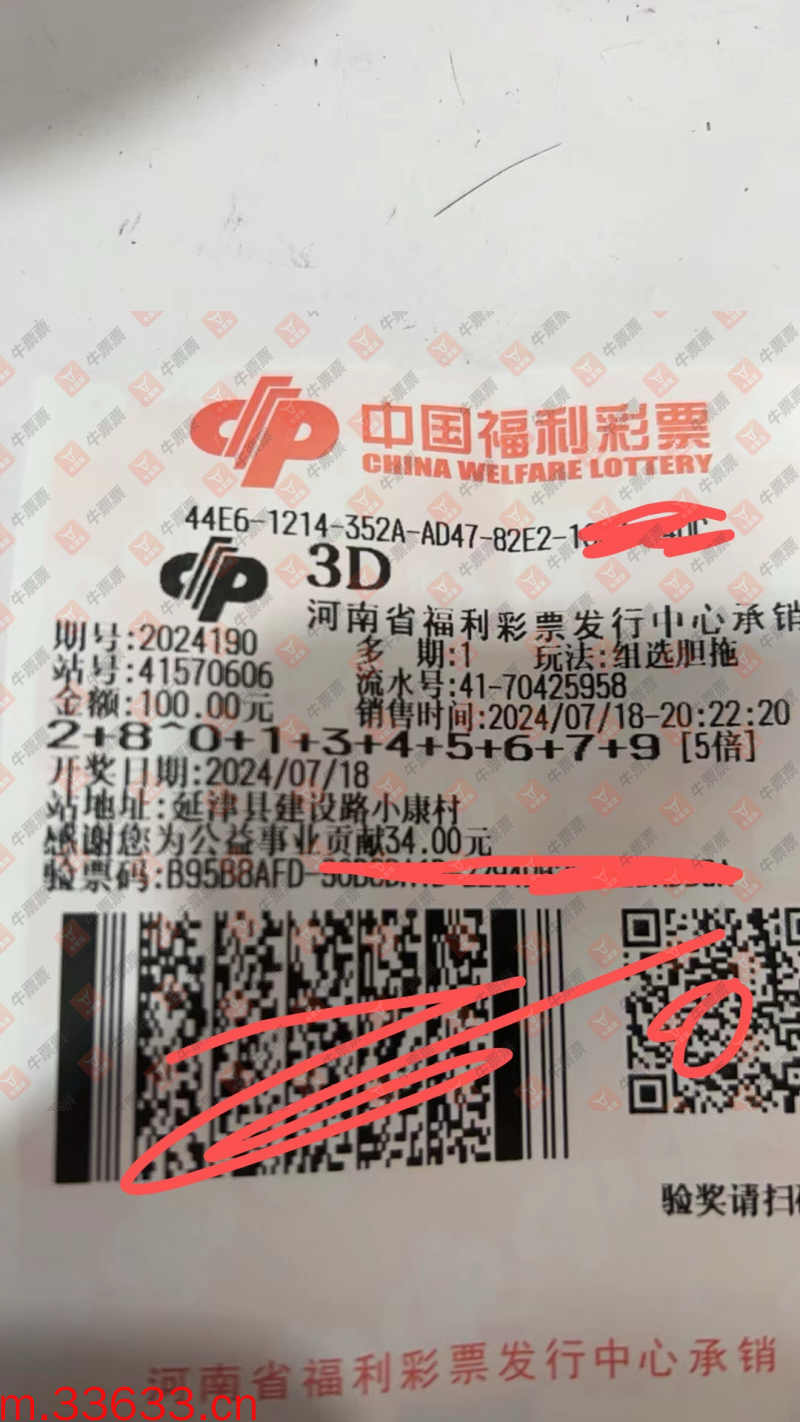 中国福利彩票
CHINA WELFARE LOTTERY
44E6-1214-352A-AD47-82E2-1
3D
河南省福利彩票发行中心承销
期号:2024190 多 期:1 玩法:组选胆拖
站号:41570606 流水号:41-70425958
金额:100.00元 销售时间:2024/07/18-20:22:20
2+8^0+1+3+4+5+6+7+9 [5倍]
开奖日期:2024/07/18
站地址:延津县建设路小康村
感谢您为公益事业贡献34.00元
验票码:B95B8AFD-
验奖请扫
河南省福利彩票发行中心承销
m.33633.cn
牛票票